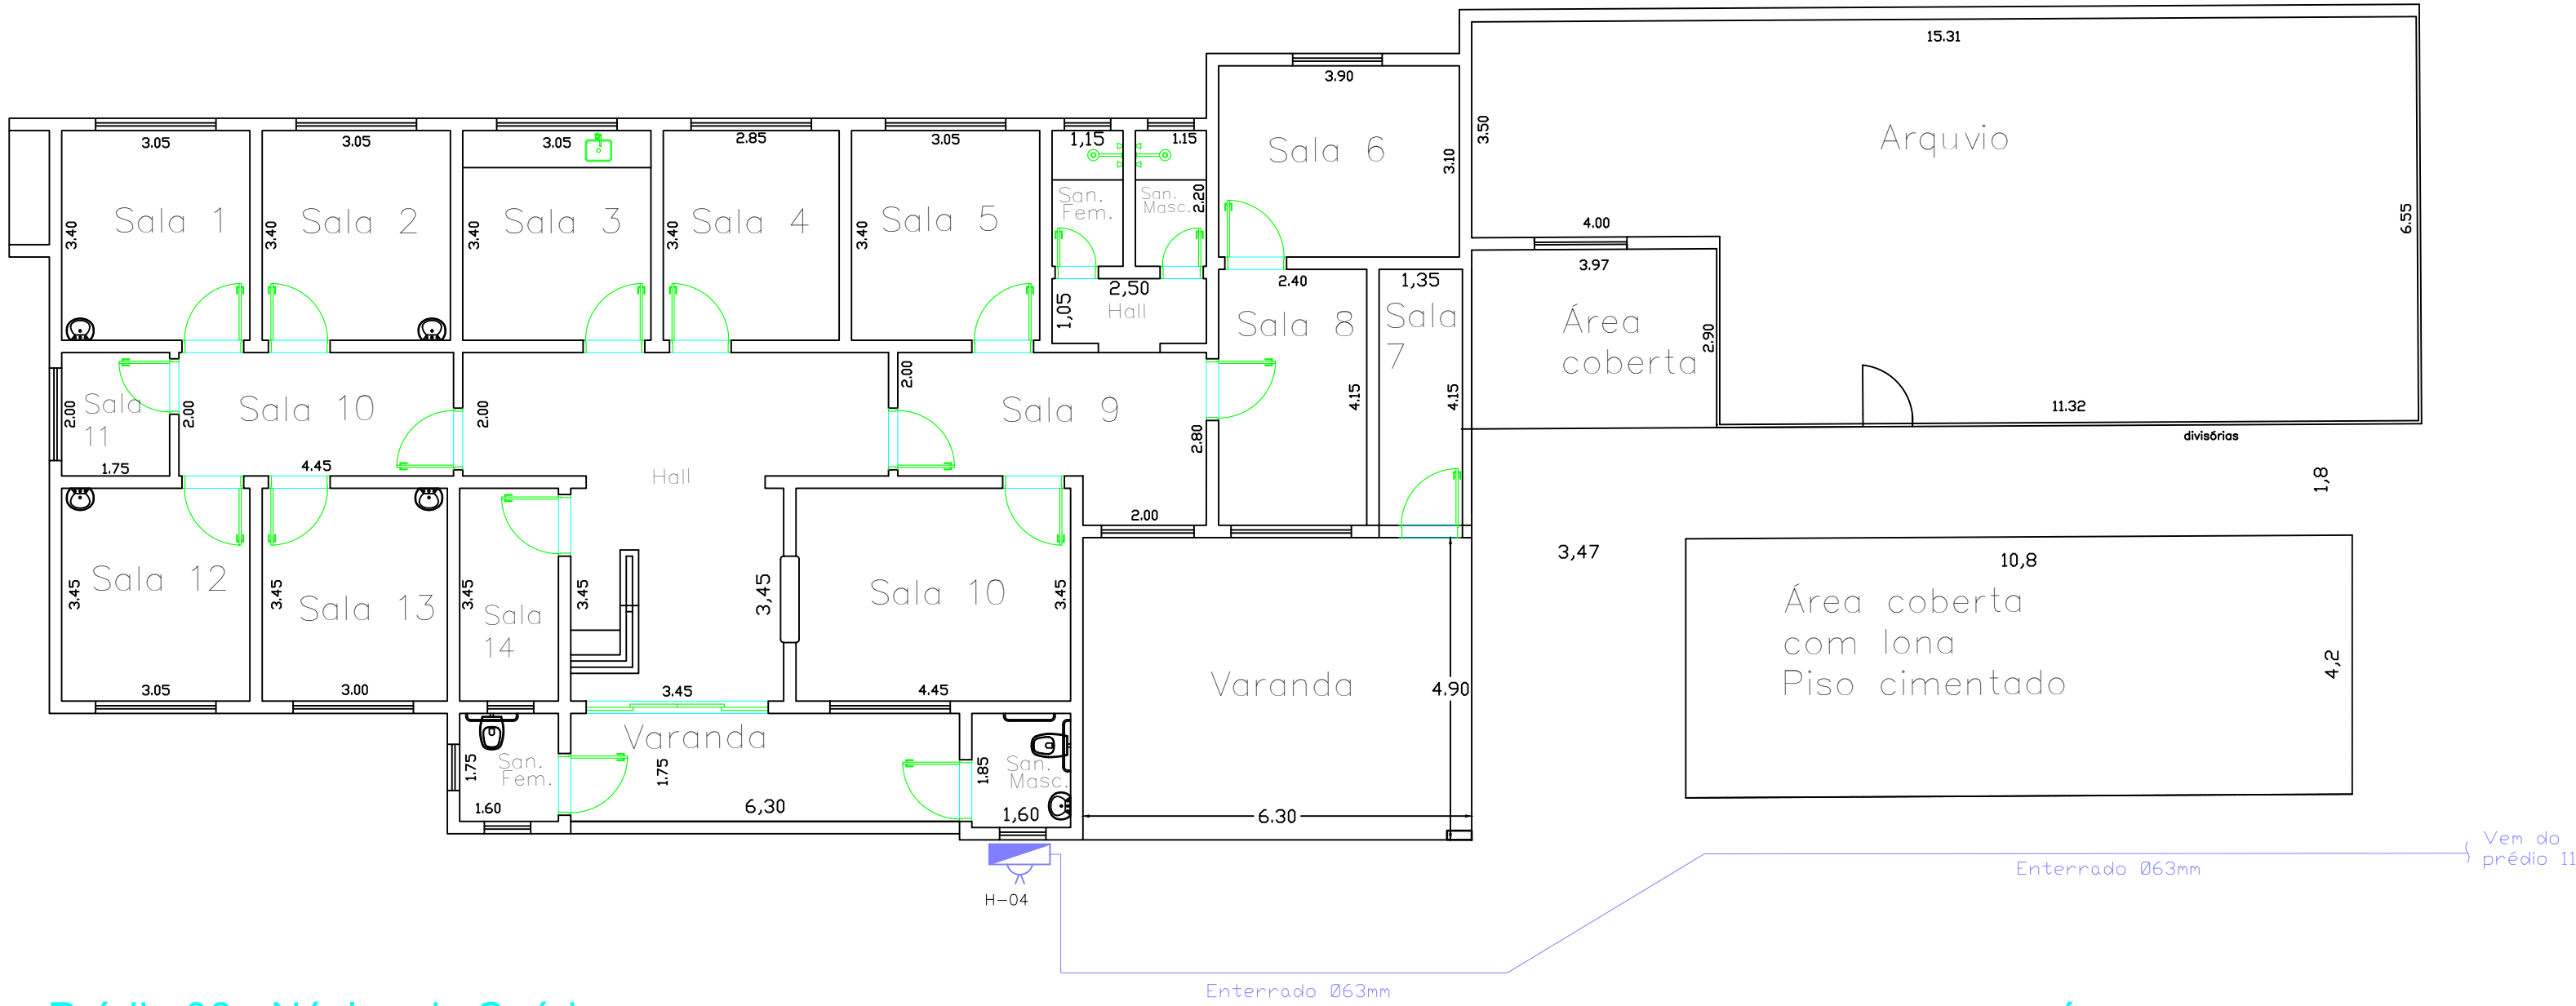 15.31
3.90
3.05
3.05
3.05
2.85
3.05
1,15
1.15
3.50
Arquvio
Sala 6
3.10
San.
Fem.
San.
Masc.
2.20
Sala 1
Sala 2
Sala 3
Sala 4
Sala 5
3.40
3.40
3.40
3.40
3.40
4.00
6.55
3.97
2,50
Hall
1,05
2.40
1,35
Sala 8
Sala
7
Área
coberta
2.90
2.00
Sala
11
2.00
Sala 10
2.00
2.00
Sala 9
4.15
4.15
11.32
divisórias
2.80
1.75
4.45
Hall
1,8
2.00
3,47
10,8
Sala 12
3.45
3.45
Sala 13
3.45
Sala
14
3.45
3,45
Sala 10
3.45
Área coberta
com lona
Piso cimentado
4,2
3.05
3.00
3.45
4.45
Varanda
4.90
Varanda
1.75
San.
Fem.
1.75
1.85
San.
Masc.
1.60
6,30
1,60
6.30
Vem do
prédio 11
Enterrado Ø63mm
H-04
Enterrado Ø63mm